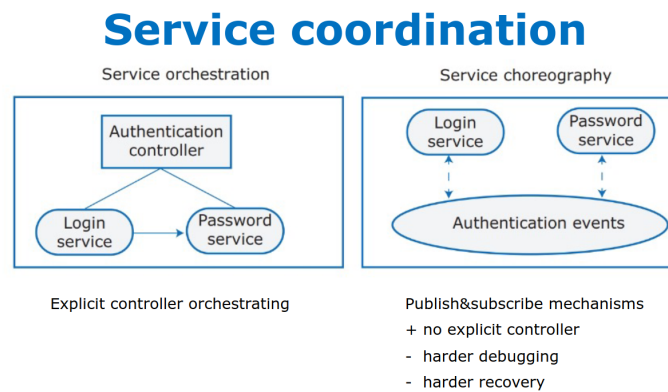 Service coordination
Service orchestration
Authentication
controller
Login
service
Password
service
Explicit controller orchestrating
Service choreography
Login
service
Password
service
Authentication events
Publish&subscribe mechanisms
+ no explicit controller
- harder debugging
- harder recovery